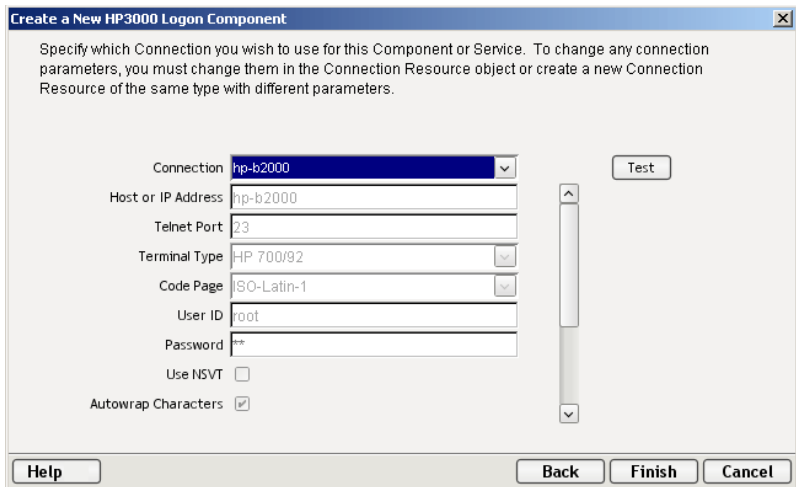 Create a New HP3000 Logon Component
Specify which Connection you wish to use for this Component or Service. To change any connection
parameters, you must change them in the Connection Resource object or create a new Connection
Resource of the same type with different parameters.
Connection hp-b2000 Test
Host or IP Address hp-b2000
Telnet Port 23
Terminal Type HP 700/92
Code Page ISO-Latin-1
User ID root
Password **
Use NSVT
Autowrap Characters
Help Back Finish Cancel